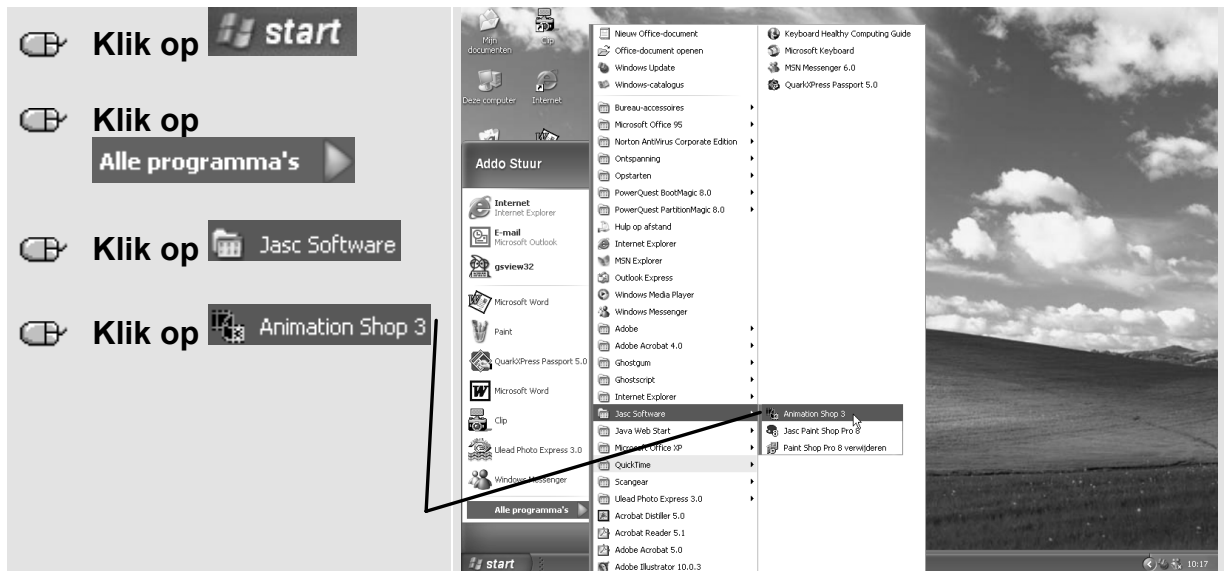 Klik op start
Klik op
Alle programma's
Klik op Jasc Software
Klik op Animation Shop 3
Mijn documenten
Clip
Deze computer
Internet
Addo Stuur
Internet
Internet Explorer
E-mail
Microsoft Outlook
gsview32
Microsoft Word
Paint
QuarkXPress Passport 5.0
Microsoft Word
Clip
Ulead Photo Express 3.0
Windows Messenger
Alle programma's
start
Nieuw Office-document
Office-document openen
Windows Update
Windows-catalogus
Bureau-accessoires
Microsoft Office 95
Norton AntiVirus Corporate Edition
Ontspanning
Opstarten
PowerQuest BootMagic 8.0
PowerQuest PartitionMagic 8.0
Hulp op afstand
Internet Explorer
MSN Explorer
Outlook Express
Windows Media Player
Windows Messenger
Adobe
Adobe Acrobat 4.0
Ghostgum
Ghostscript
Internet Explorer
Jasc Software
Java Web Start
Microsoft Office XP
QuickTime
Scangear
Ulead Photo Express 3.0
Acrobat Distiller 5.0
Acrobat Reader 5.1
Adobe Acrobat 5.0
Adobe Illustrator 10.0.3
Keyboard Healthy Computing Guide
Microsoft Keyboard
MSN Messenger 6.0
QuarkXPress Passport 5.0
Animation Shop 3
Jasc Paint Shop Pro 8
Paint Shop Pro 8 verwijderen
10:17